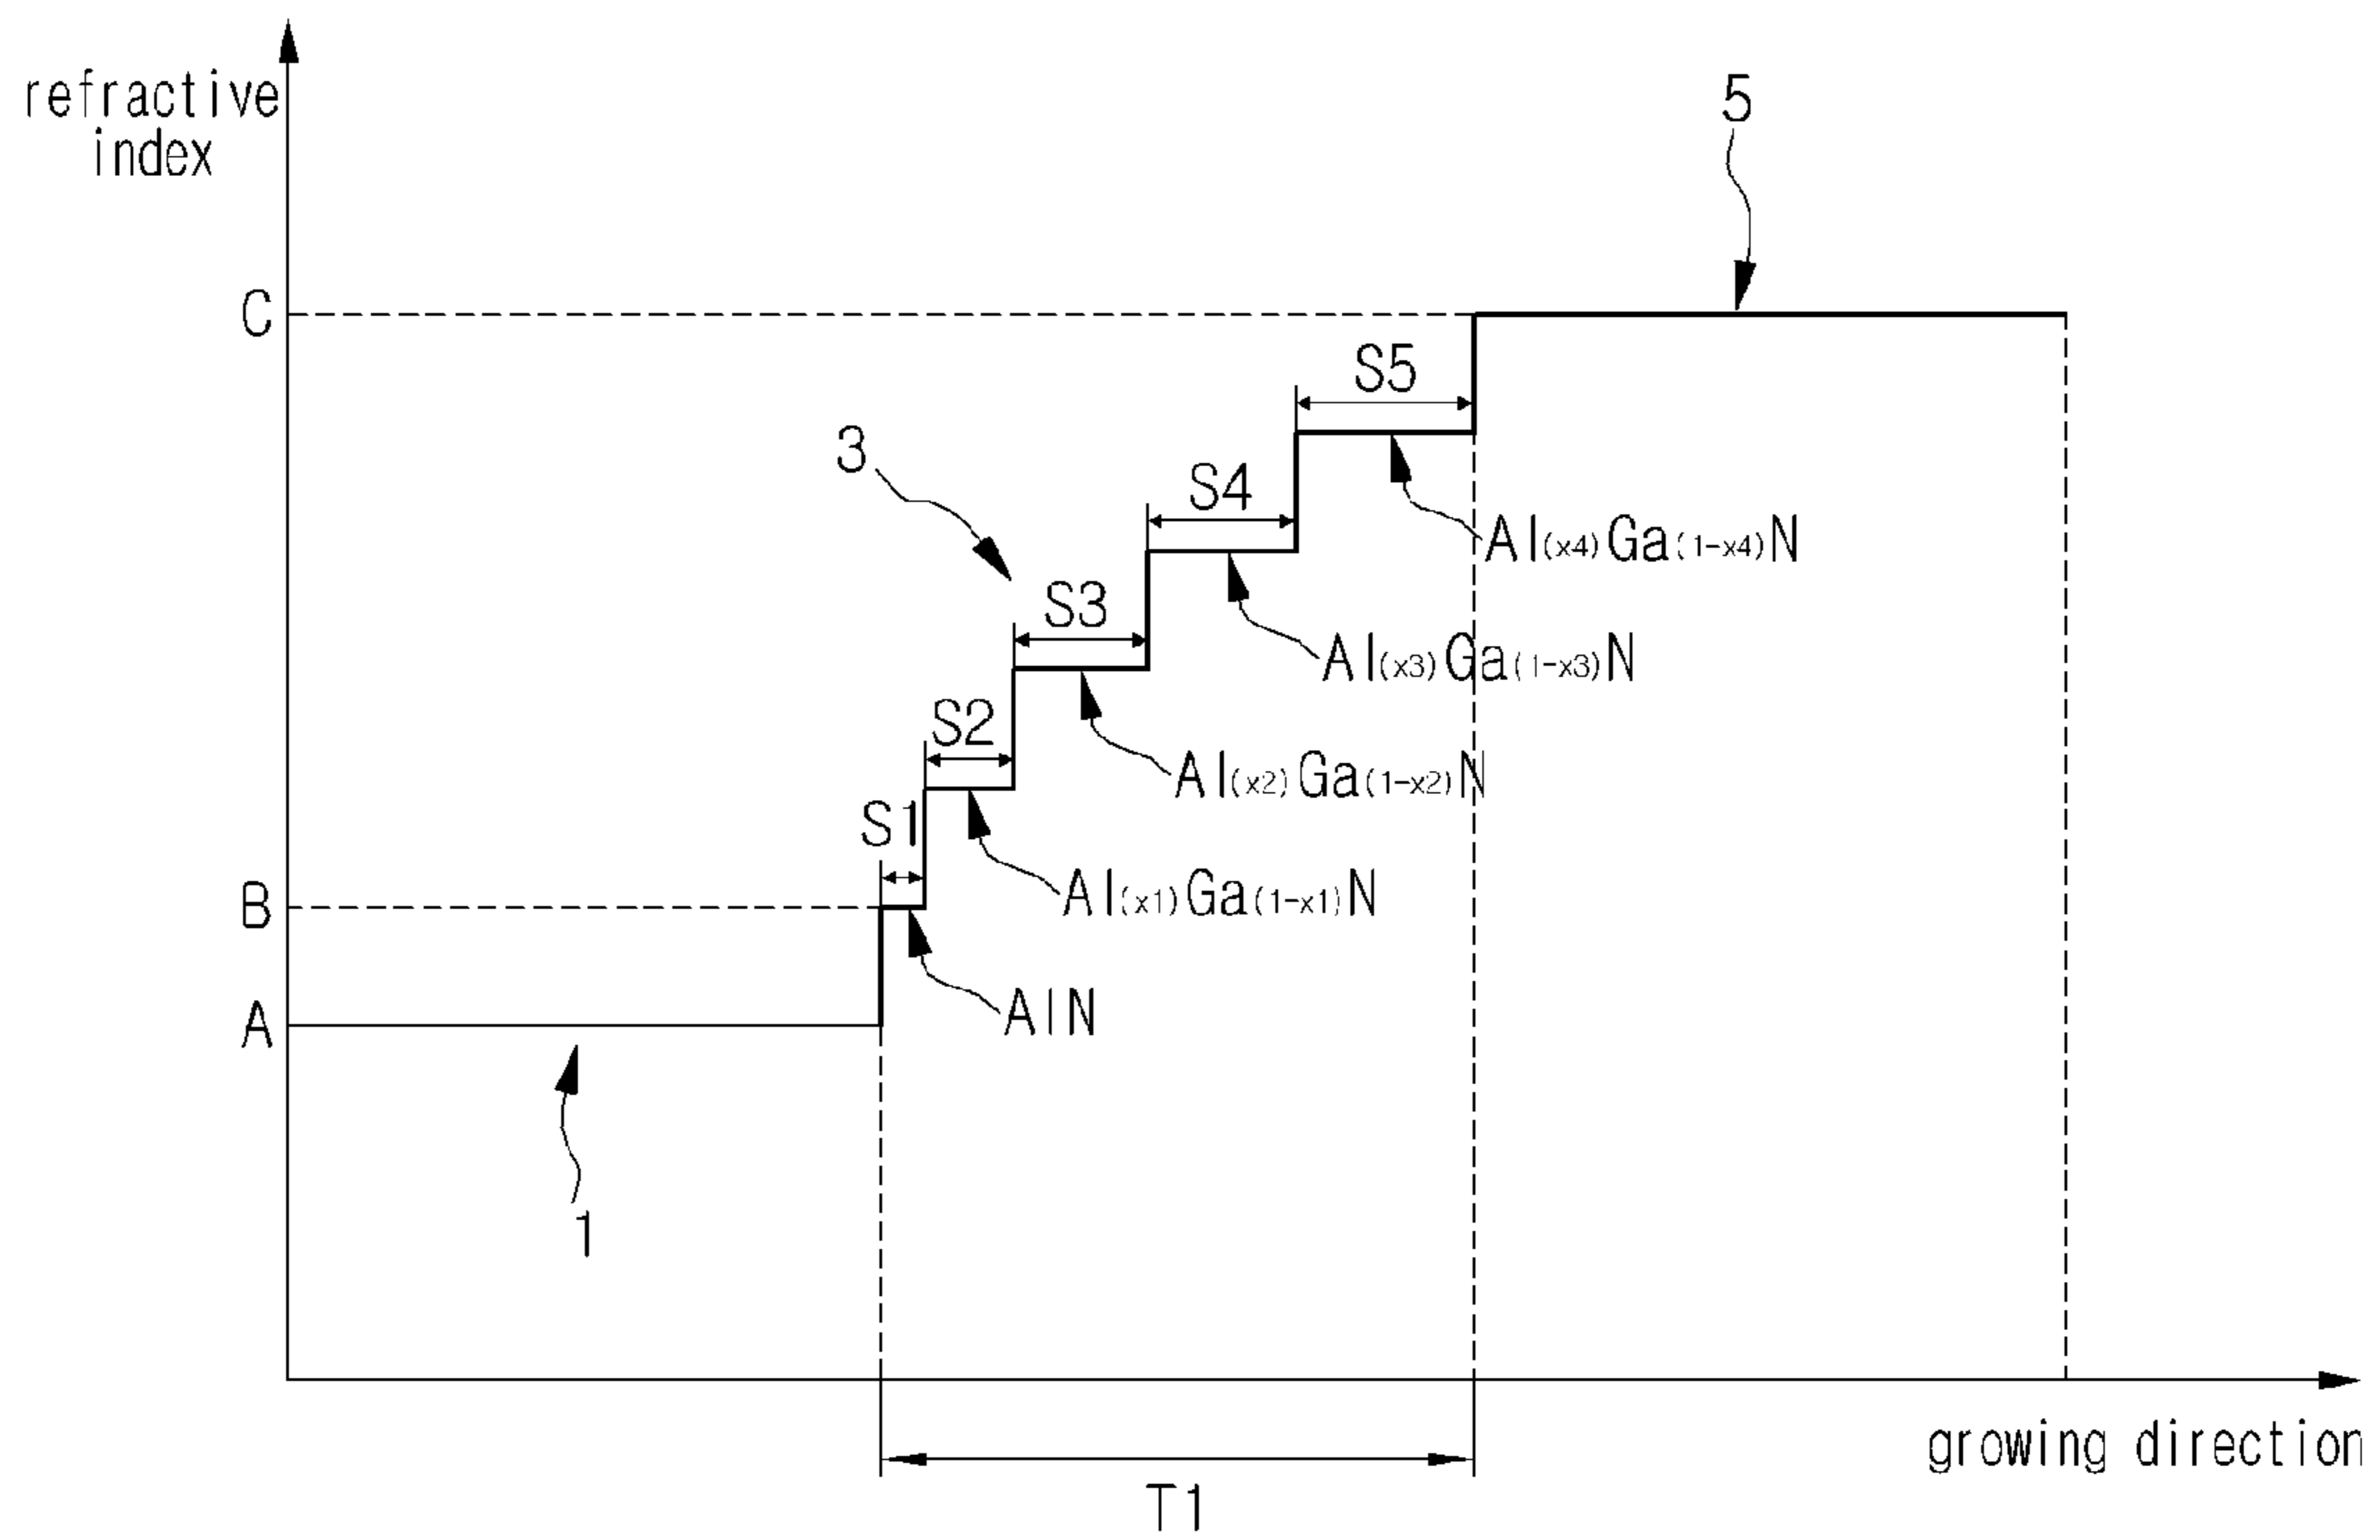 refractive
index
5
C
S5
3
S4
Al(x4)Ga(1-x4)N
S3
Al(x3)Ga(1-x3)N
S2
Al(x2)Ga(1-x2)N
S1
Al(x1)Ga(1-x1)N
B
AlN
A
1
growing direction
T1